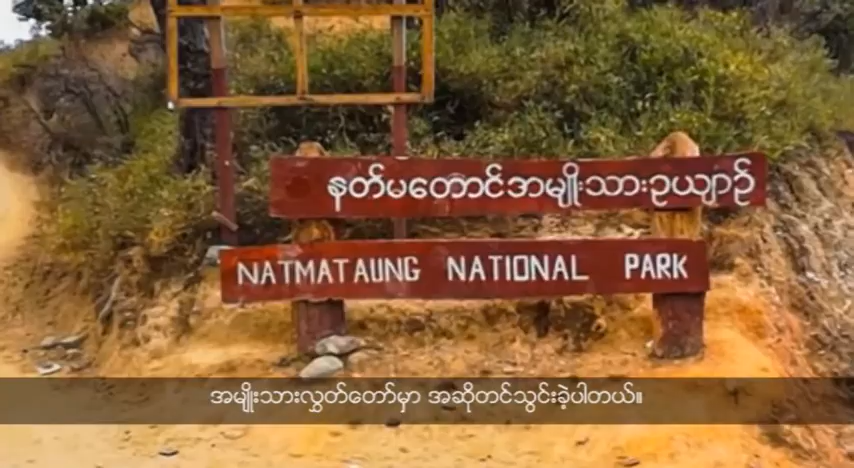 နတ်မတောင်အမျိုးသားဥယျာဉ်
NATMATAUNG NATIONAL PARK
အမျိုးသားလွှတ်တော်မှာ အဆိုတင်သွင်းခဲ့ပါတယ်။